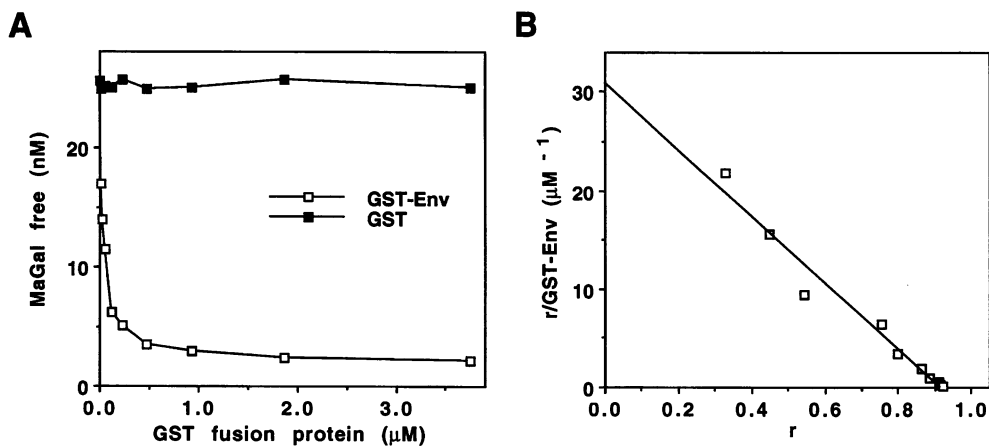 A
MaGal free (nM)
20
10
0
0.0 1.0 2.0 3.0
GST fusion protein (μM)
GST-Env
GST
B
r/GST-Env (μM⁻¹)
30
20
10
0
0.0 0.2 0.4 0.6 0.8 1.0
r